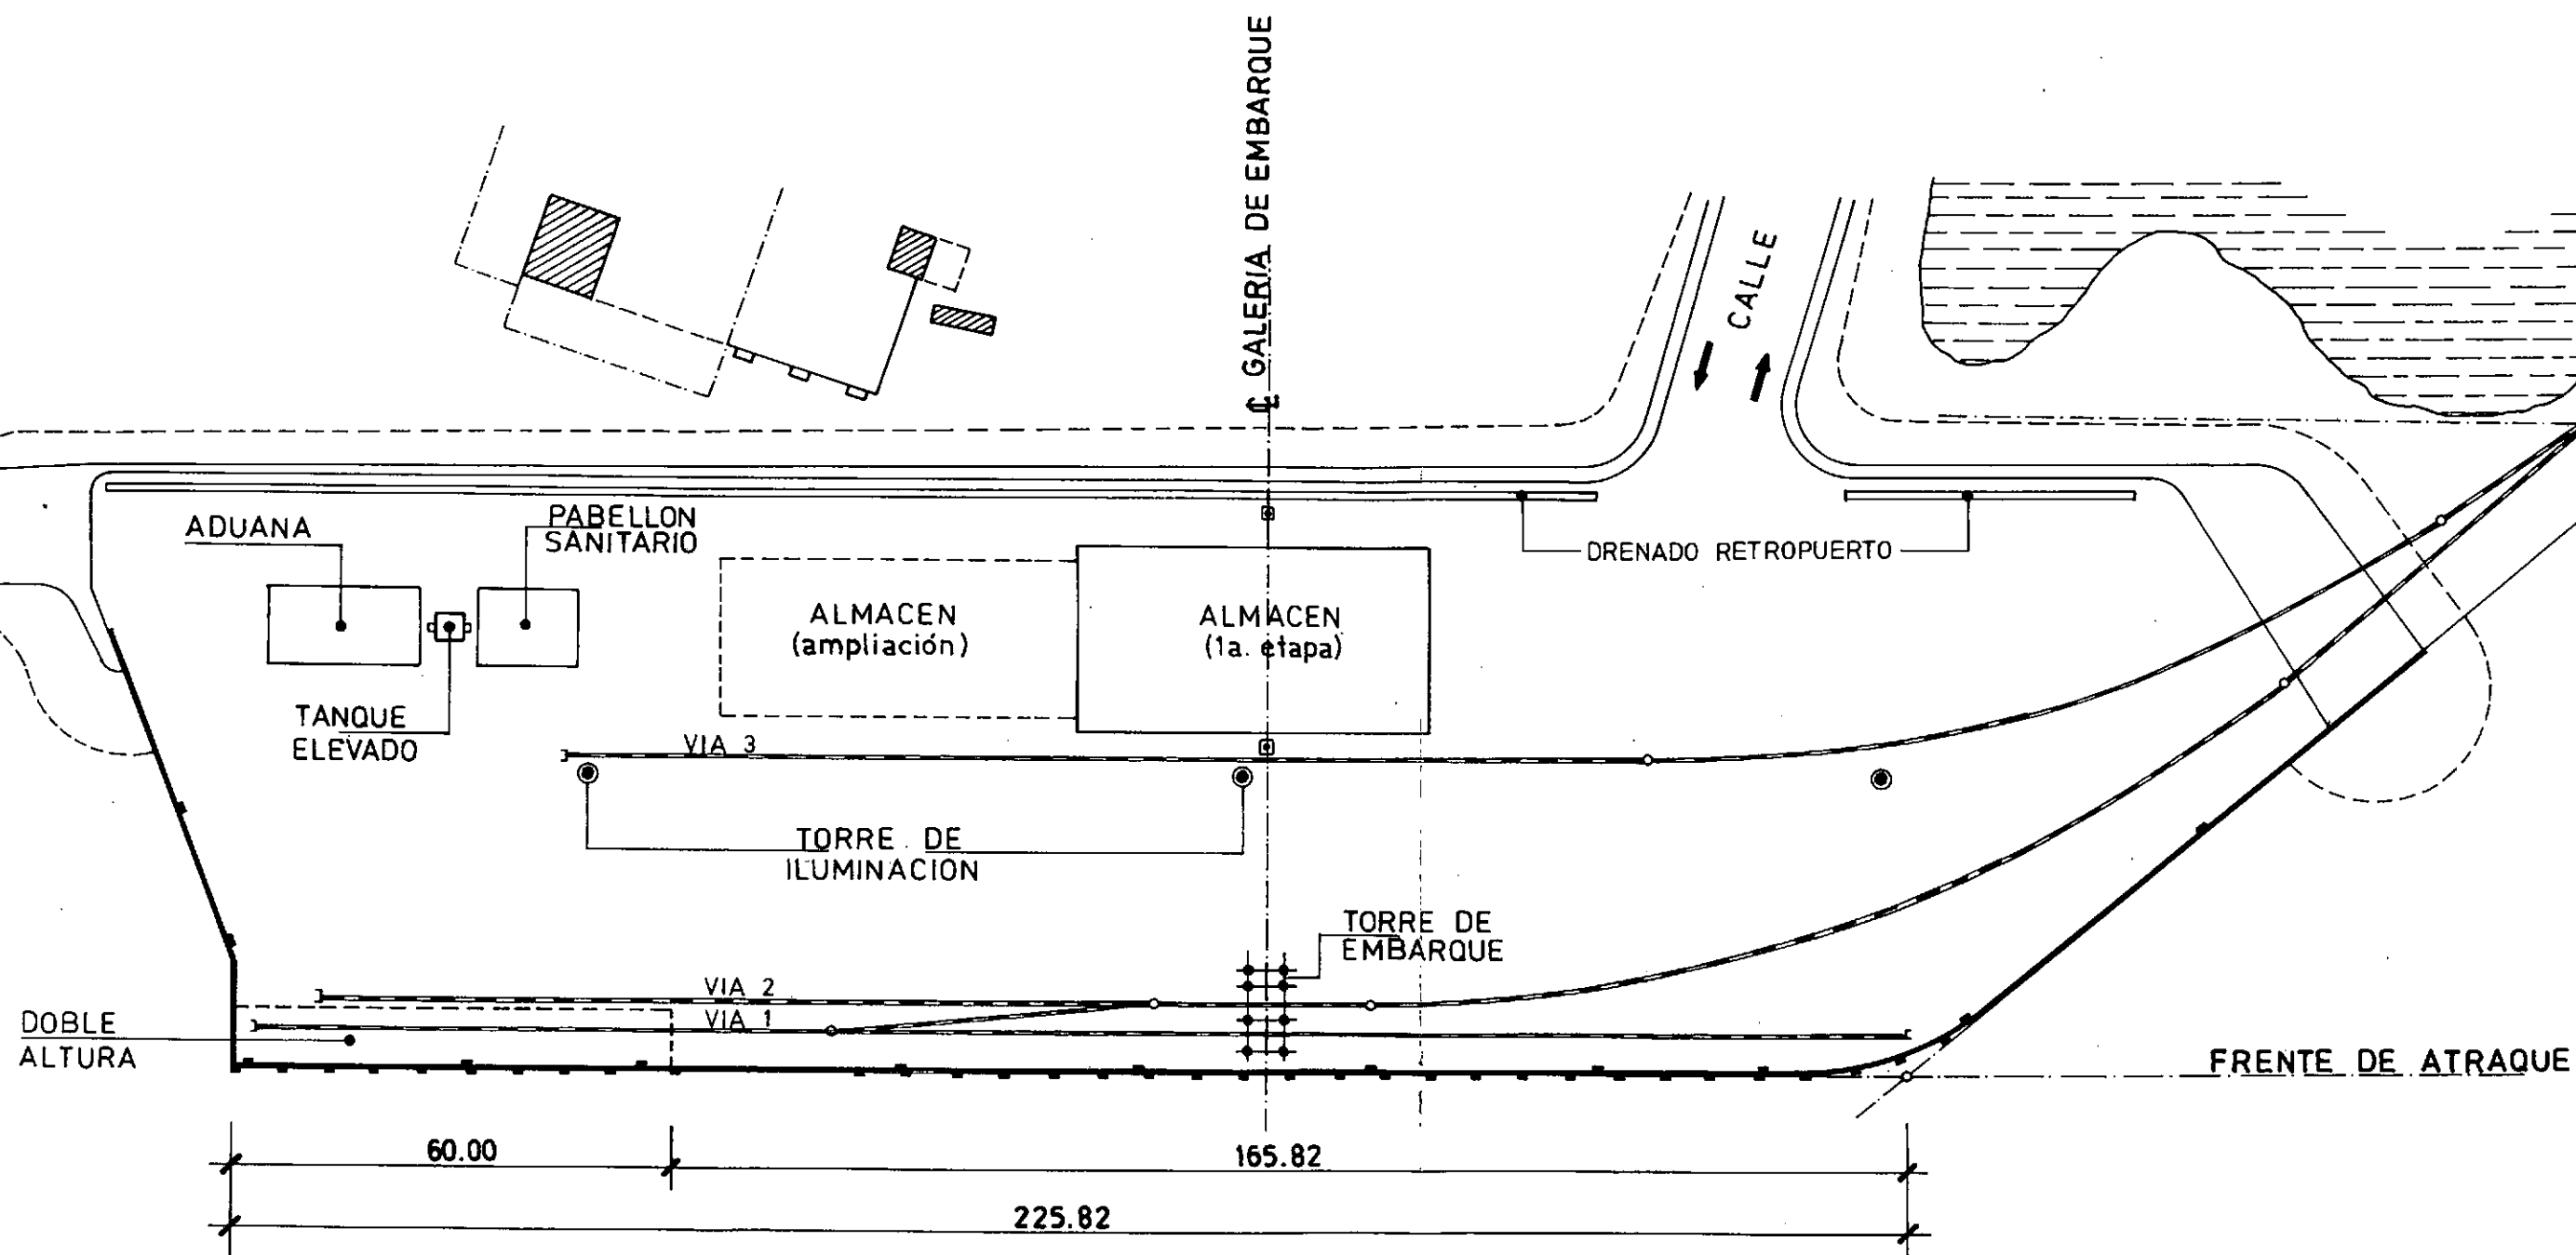 ℄ GALERIA DE EMBARQUE
CALLE
ADUANA
PABELLON
SANITARIO
DRENADO RETROPUERTO
ALMACEN
(ampliación)
ALMACEN
(1a. etapa)
TANQUE
ELEVADO
VIA 3
TORRE DE
ILUMINACION
TORRE DE
EMBARQUE
VIA 2
VIA 1
DOBLE
ALTURA
FRENTE DE ATRAQUE
60.00
165.82
225.82